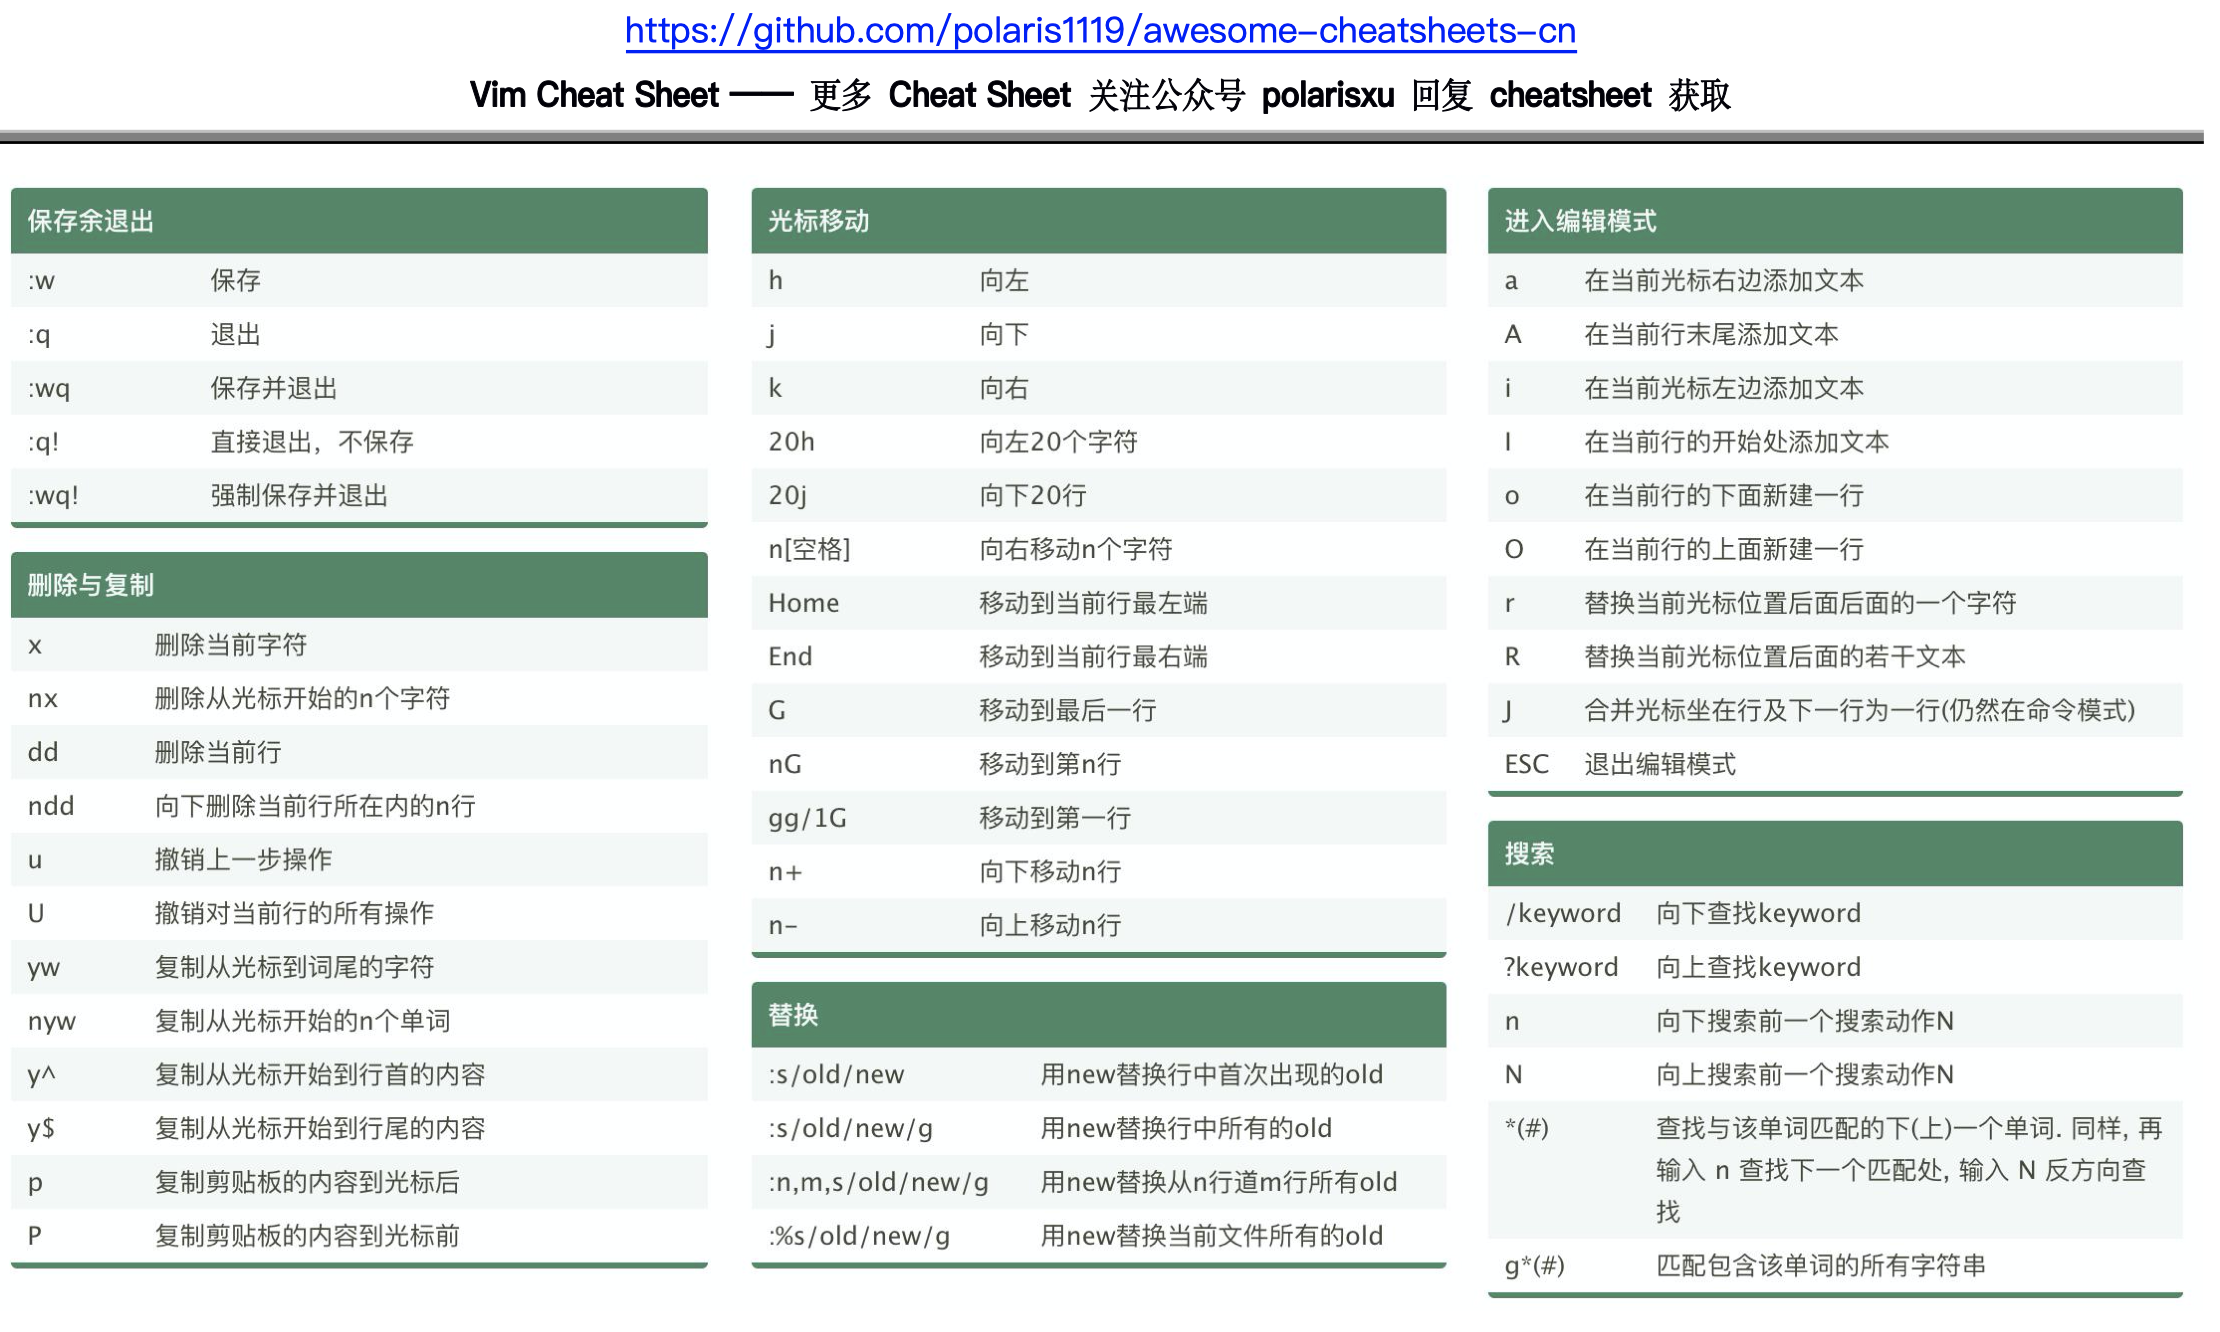 https://github.com/polaris1119/awesome-cheatsheets-cn
Vim Cheat Sheet —— 更多 Cheat Sheet 关注公众号 polarisxu 回复 cheatsheet 获取
保存余退出
:w 保存
:q 退出
:wq 保存并退出
:q! 直接退出，不保存
:wq! 强制保存并退出
删除与复制
x 删除当前字符
nx 删除从光标开始的n个字符
dd 删除当前行
ndd 向下删除当前行所在内的n行
u 撤销上一步操作
U 撤销对当前行的所有操作
yw 复制从光标到词尾的字符
nyw 复制从光标开始的n个单词
y^ 复制从光标开始到行首的内容
y$ 复制从光标开始到行尾的内容
p 复制剪贴板的内容到光标后
P 复制剪贴板的内容到光标前
光标移动
h 向左
j 向下
k 向右
20h 向左20个字符
20j 向下20行
n[空格] 向右移动n个字符
Home 移动到当前行最左端
End 移动到当前行最右端
G 移动到最后一行
nG 移动到第n行
gg/1G 移动到第一行
n+ 向下移动n行
n- 向上移动n行
替换
:s/old/new 用new替换行中首次出现的old
:s/old/new/g 用new替换行中所有的old
:n,m,s/old/new/g 用new替换从n行道m行所有old
:%s/old/new/g 用new替换当前文件所有的old
进入编辑模式
a 在当前光标右边添加文本
A 在当前行末尾添加文本
i 在当前光标左边添加文本
I 在当前行的开始处添加文本
o 在当前行的下面新建一行
O 在当前行的上面新建一行
r 替换当前光标位置后面后面的一个字符
R 替换当前光标位置后面的若干文本
J 合并光标坐在行及下一行为一行(仍然在命令模式)
ESC 退出编辑模式
搜索
/keyword 向下查找keyword
?keyword 向上查找keyword
n 向下搜索前一个搜索动作N
N 向上搜索前一个搜索动作N
*(#) 查找与该单词匹配的下(上)一个单词. 同样, 再
输入 n 查找下一个匹配处, 输入 N 反方向查
找
g*(#) 匹配包含该单词的所有字符串